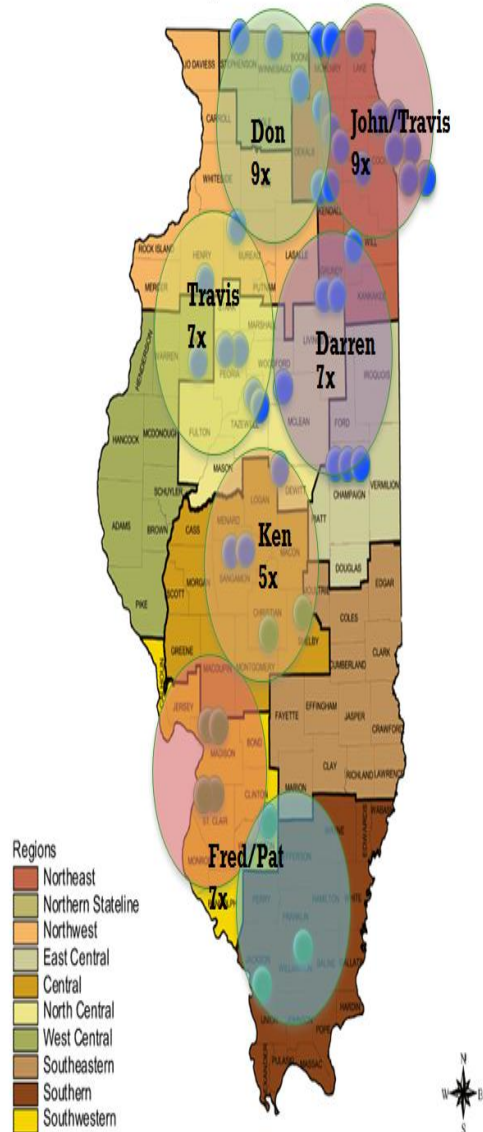 JO DAVIESS
STEPHENSON
WINNEBAGO
BOONE
MCHENRY
LAKE
CARROLL
Don
9x
John/Travis
9x
DEKALB
COOK
WHITESIDE
KENDALL
WILL
ROCK ISLAND
HENRY
BUREAU
LASALLE
GRUNDY
MERCER
PUTNAM
KANKAKEE
HENDERSON
WARREN
STARK
Travis
7x
MARSHALL
PEORIA
WOODFORD
Darren
7x
IROQUOIS
HANCOCK
MCDONOUGH
FULTON
TAZEWELL
MCLEAN
FORD
MASON
SCHUYLER
LOGAN
DEWITT
CHAMPAIGN
VERMILION
ADAMS
BROWN
CASS
MENARD
PIATT
Ken
5x
MACON
MORGAN
SANGAMON
DOUGLAS
EDGAR
PIKE
SCOTT
CHRISTIAN
MOULTRIE
COLES
GREENE
SHELBY
CLARK
CUMBERLAND
CALHOUN
JERSEY
MACOUPIN
MONTGOMERY
FAYETTE
EFFINGHAM
JASPER
CRAWFORD
MADISON
BOND
CLAY
RICHLAND
LAWRENCE
CLINTON
MARION
ST. CLAIR
EDWARDS
Fred/Pat
7x
PERRY
HAMILTON
WHITE
FRANKLIN
JACKSON
WILLIAMSON
SALINE
HARDIN
POPE
PULASKI
MASSAC
Regions
Northeast
Northern Stateline
Northwest
East Central
Central
North Central
West Central
Southeastern
Southern
Southwestern
N
W